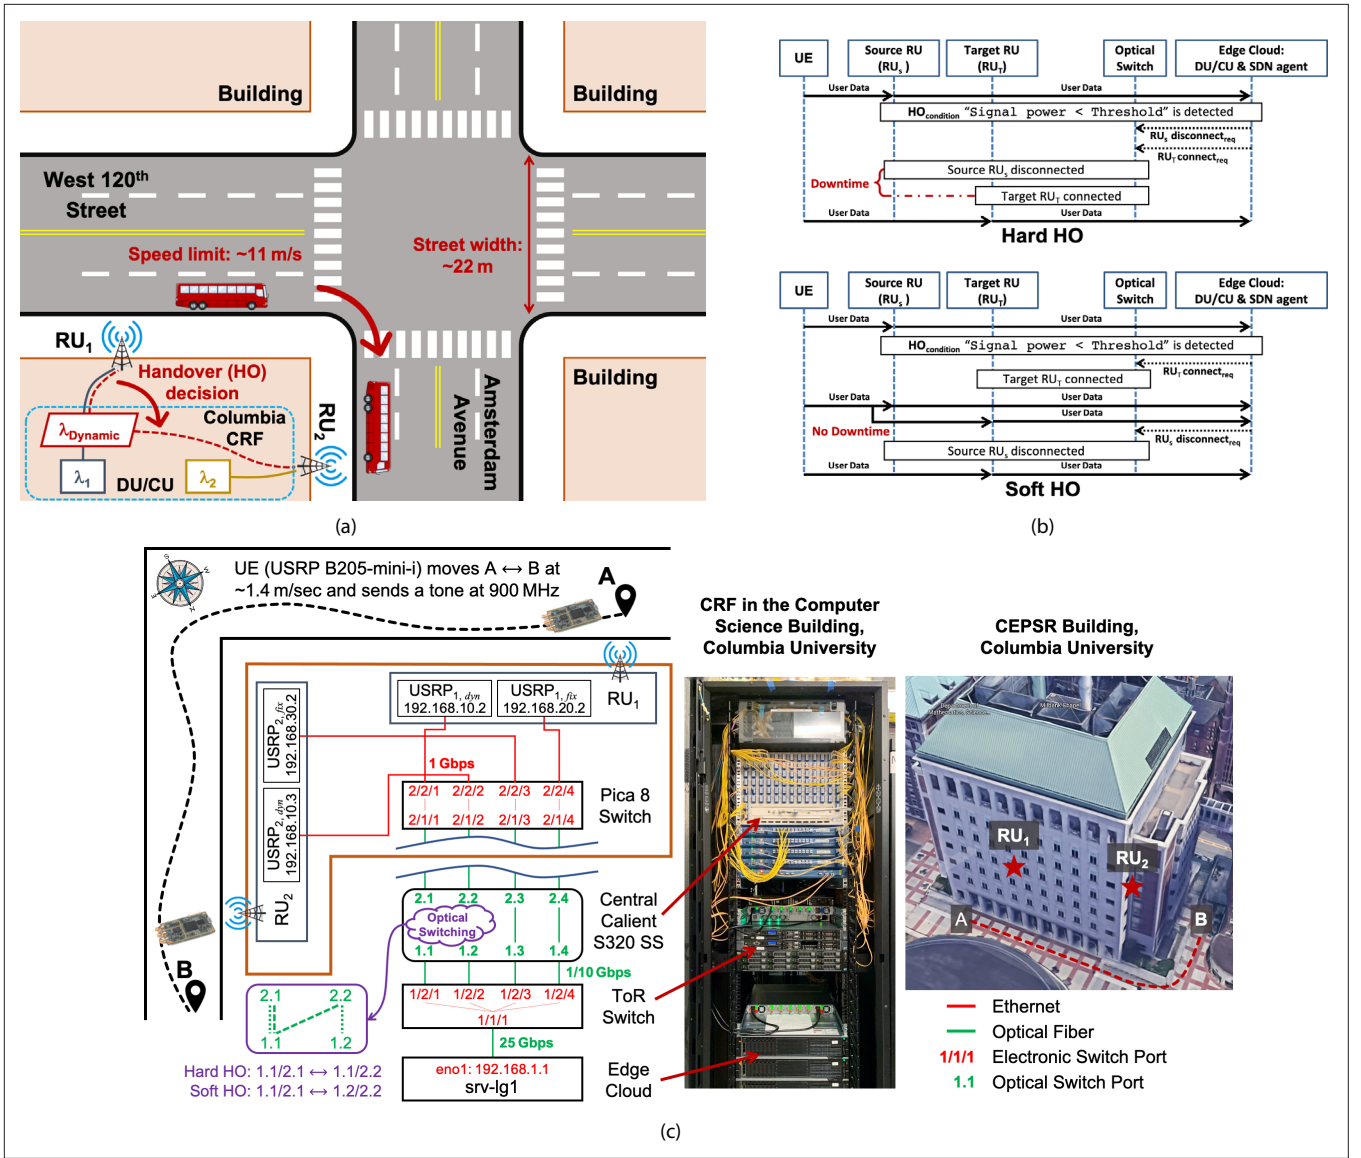 Building
Building
West 120th
Street
Speed limit: ~11 m/s
Street width:
~22 m
RU1
Handover (HO)
decision
Columbia
CRF
λDynamic
λ1
DU/CU
λ2
RU2
Amsterdam
Avenue
Building
(a)
UE
Source RU
(RUS )
Target RU
(RUT)
Optical
Switch
Edge Cloud:
DU/CU & SDN agent
User Data
User Data
HOcondition “Signal power < Threshold” is detected
RUs disconnectreq
RUT connectreq
Source RUs disconnected
Downtime
Target RUT connected
User Data
User Data
Hard HO
UE
Source RU
(RUS )
Target RU
(RUT)
Optical
Switch
Edge Cloud:
DU/CU & SDN agent
User Data
User Data
HOcondition “Signal power < Threshold” is detected
RUT connectreq
Target RUT connected
User Data
User Data
User Data
No Downtime
RUs disconnectreq
Source RUs disconnected
User Data
User Data
Soft HO
(b)
UE (USRP B205-mini-i) moves A ↔ B at
~1.4 m/sec and sends a tone at 900 MHz
A
RU1
USRP1, dyn
192.168.10.2
USRP1, fix
192.168.20.2
USRP2, fix
192.168.30.2
USRP2, dyn
192.168.10.3
RU2
B
1 Gbps
2/2/1 2/2/2 2/2/3 2/2/4
2/1/1 2/1/2 2/1/3 2/1/4
Pica 8
Switch
2.1 2.2 2.3 2.4
Optical
Switching
1.1 1.2 1.3 1.4
Central
Calient
S320 SS
1/10 Gbps
1/2/1 1/2/2 1/2/3 1/2/4
1/1/1
ToR
Switch
25 Gbps
eno1: 192.168.1.1
srv-lg1
Edge
Cloud
2.1 2.2
1.1 1.2
Hard HO: 1.1/2.1 ↔ 1.1/2.2
Soft HO: 1.1/2.1 ↔ 1.2/2.2
CRF in the Computer
Science Building,
Columbia University
CEPSR Building,
Columbia University
RU1
RU2
A
B
Ethernet
Optical Fiber
1/1/1 Electronic Switch Port
1.1 Optical Switch Port
(c)